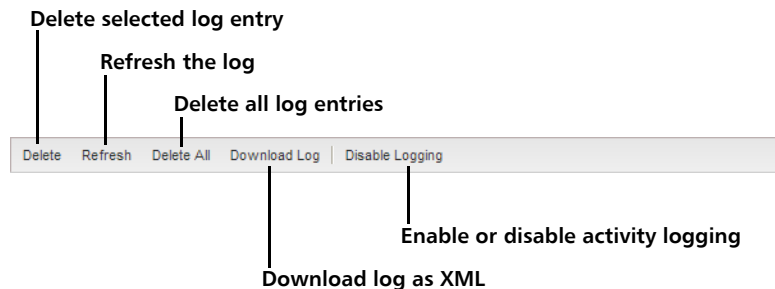 Delete selected log entry
Refresh the log
Delete all log entries
Delete Refresh Delete All Download Log Disable Logging
Enable or disable activity logging
Download log as XML